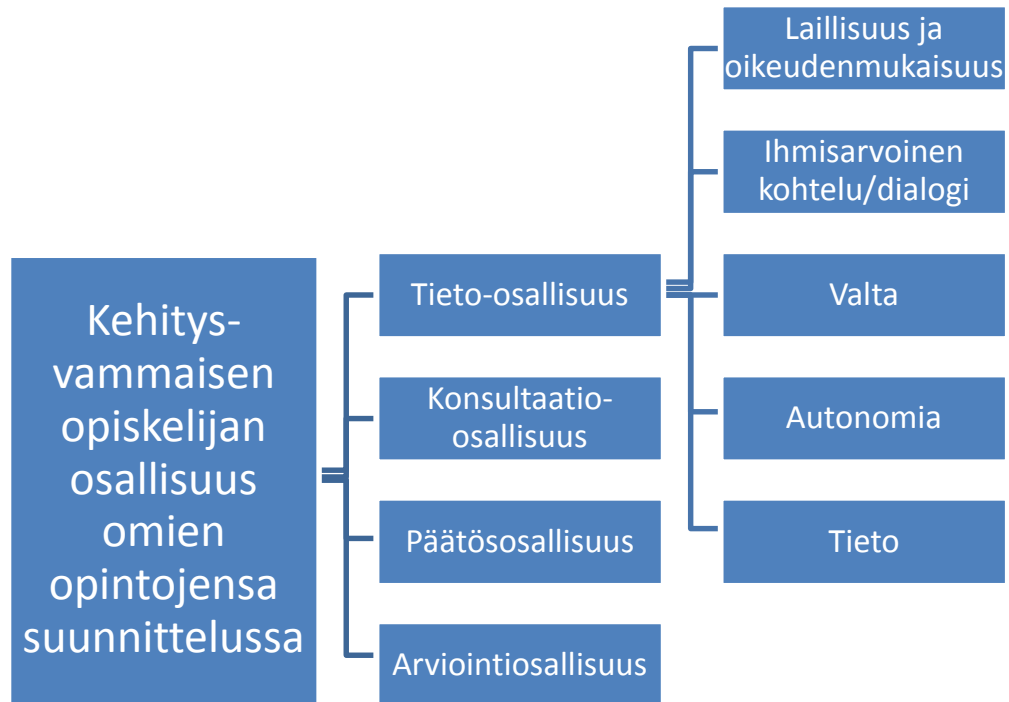 Kehitys-
vammaisen
opiskelijan
osallisuus
omien
opintojensa
suunnittelussa
Tieto-osallisuus
Konsultaatio-
osallisuus
Päätösosallisuus
Arviointiosallisuus
Laillisuus ja
oikeudenmukaisuus
Ihmisarvoinen
kohtelu/dialogi
Valta
Autonomia
Tieto